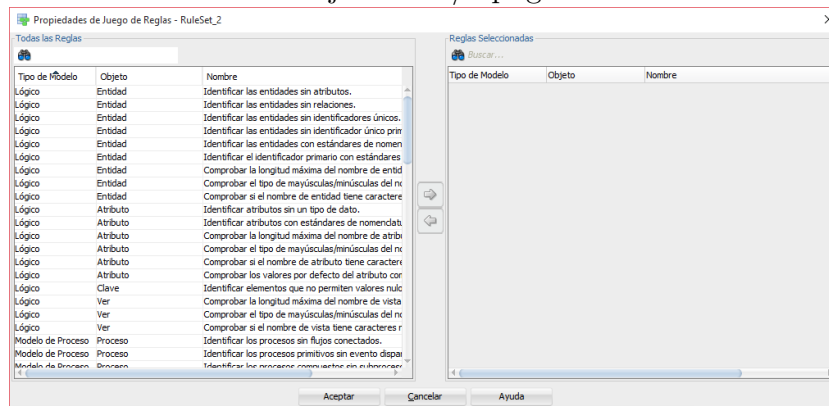 Propiedades de Juego de Reglas - RuleSet_2
Todas las Reglas
Tipo de Modelo Objeto Nombre
Lógico Entidad Identificar las entidades sin atributos.
Lógico Entidad Identificar las entidades sin relaciones.
Lógico Entidad Identificar las entidades sin identificadores únicos.
Lógico Entidad Identificar las entidades sin identificador único prim
Lógico Entidad Identificar las entidades con estándares de nomen
Lógico Entidad Identificar el identificador primario con estándares
Lógico Entidad Comprobar la longitud máxima del nombre de entid
Lógico Entidad Comprobar el tipo de mayúsculas/minúsculas del no
Lógico Entidad Comprobar si el nombre de entidad tiene caractere
Lógico Atributo Identificar atributos sin un tipo de dato.
Lógico Atributo Identificar atributos con estándares de nomenclatu
Lógico Atributo Comprobar la longitud máxima del nombre de atribu
Lógico Atributo Comprobar el tipo de mayúsculas/minúsculas del no
Lógico Atributo Comprobar si el nombre de atributo tiene caractere
Lógico Atributo Comprobar los valores por defecto del atributo con
Lógico Clave Identificar elementos que no permiten valores nulo
Lógico Ver Comprobar la longitud máxima del nombre de vista
Lógico Ver Comprobar el tipo de mayúsculas/minúsculas del no
Lógico Ver Comprobar si el nombre de vista tiene caracteres n
Modelo de Proceso Proceso Identificar los procesos sin flujos conectados.
Modelo de Proceso Proceso Identificar los procesos primitivos sin evento dispar
Modelo de Proceso Proceso Identificar los procesos compuestos sin subproceso
Reglas Seleccionadas
Buscar...
Tipo de Modelo Objeto Nombre
Aceptar Cancelar Ayuda